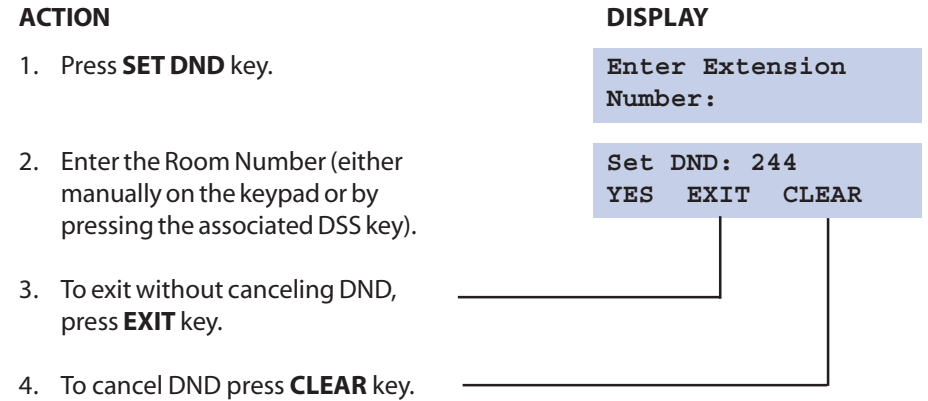 ACTION DISPLAY
1. Press SET DND key.
Enter Extension
Number:
2. Enter the Room Number (either
manually on the keypad or by
pressing the associated DSS key).
Set DND: 244
YES EXIT CLEAR
3. To exit without canceling DND,
press EXIT key.
4. To cancel DND press CLEAR key.